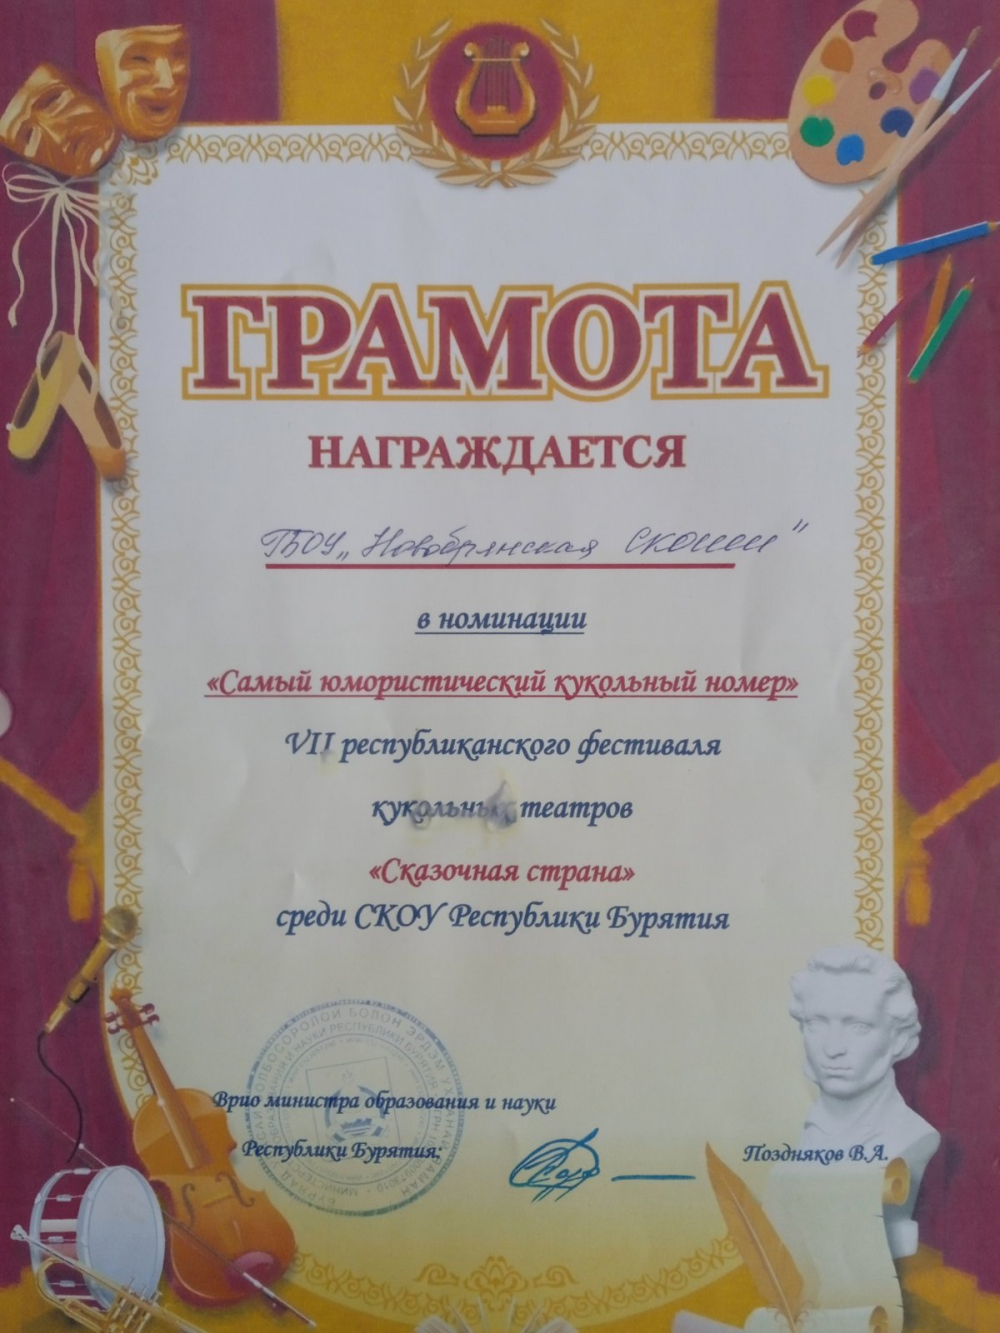 ГРАМОТА
НАГРАЖДАЕТСЯ
ГБОУ „Новобрянская СКОШИ"
в номинации
«Самый юмористический кукольный номер»
VII республиканского фестиваля
кукольных театров
«Сказочная страна»
среди СКОУ Республики Бурятия
Врио министра образования и науки
Республики Бурятия:
Поздняков В.А.